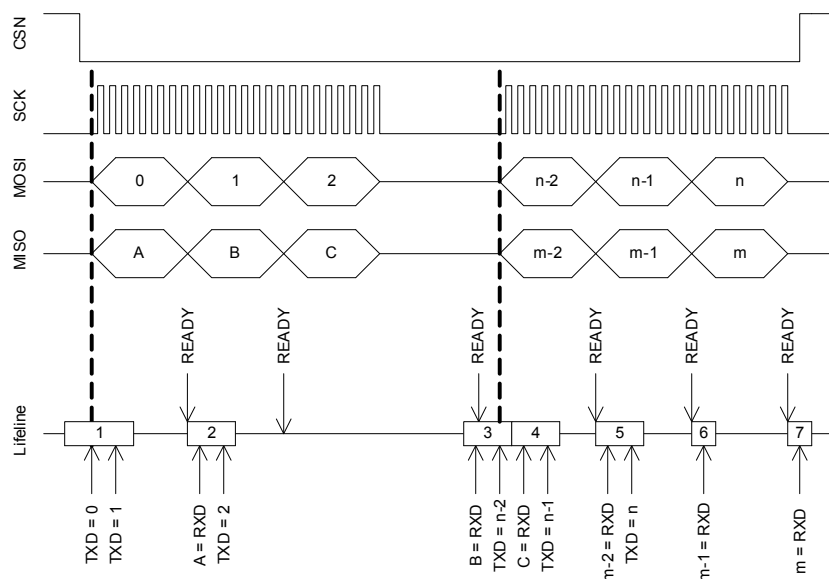 CSN
SCK
MOSI
0
1
2
n-2
n-1
n
MISO
A
B
C
m-2
m-1
m
READY
READY
READY
READY
READY
READY
Lifeline
1
2
3
4
5
6
7
TXD = 0
TXD = 1
A = RXD
TXD = 2
B = RXD
TXD = n-2
C = RXD
TXD = n-1
m-2 = RXD
TXD = n
m-1 = RXD
m = RXD